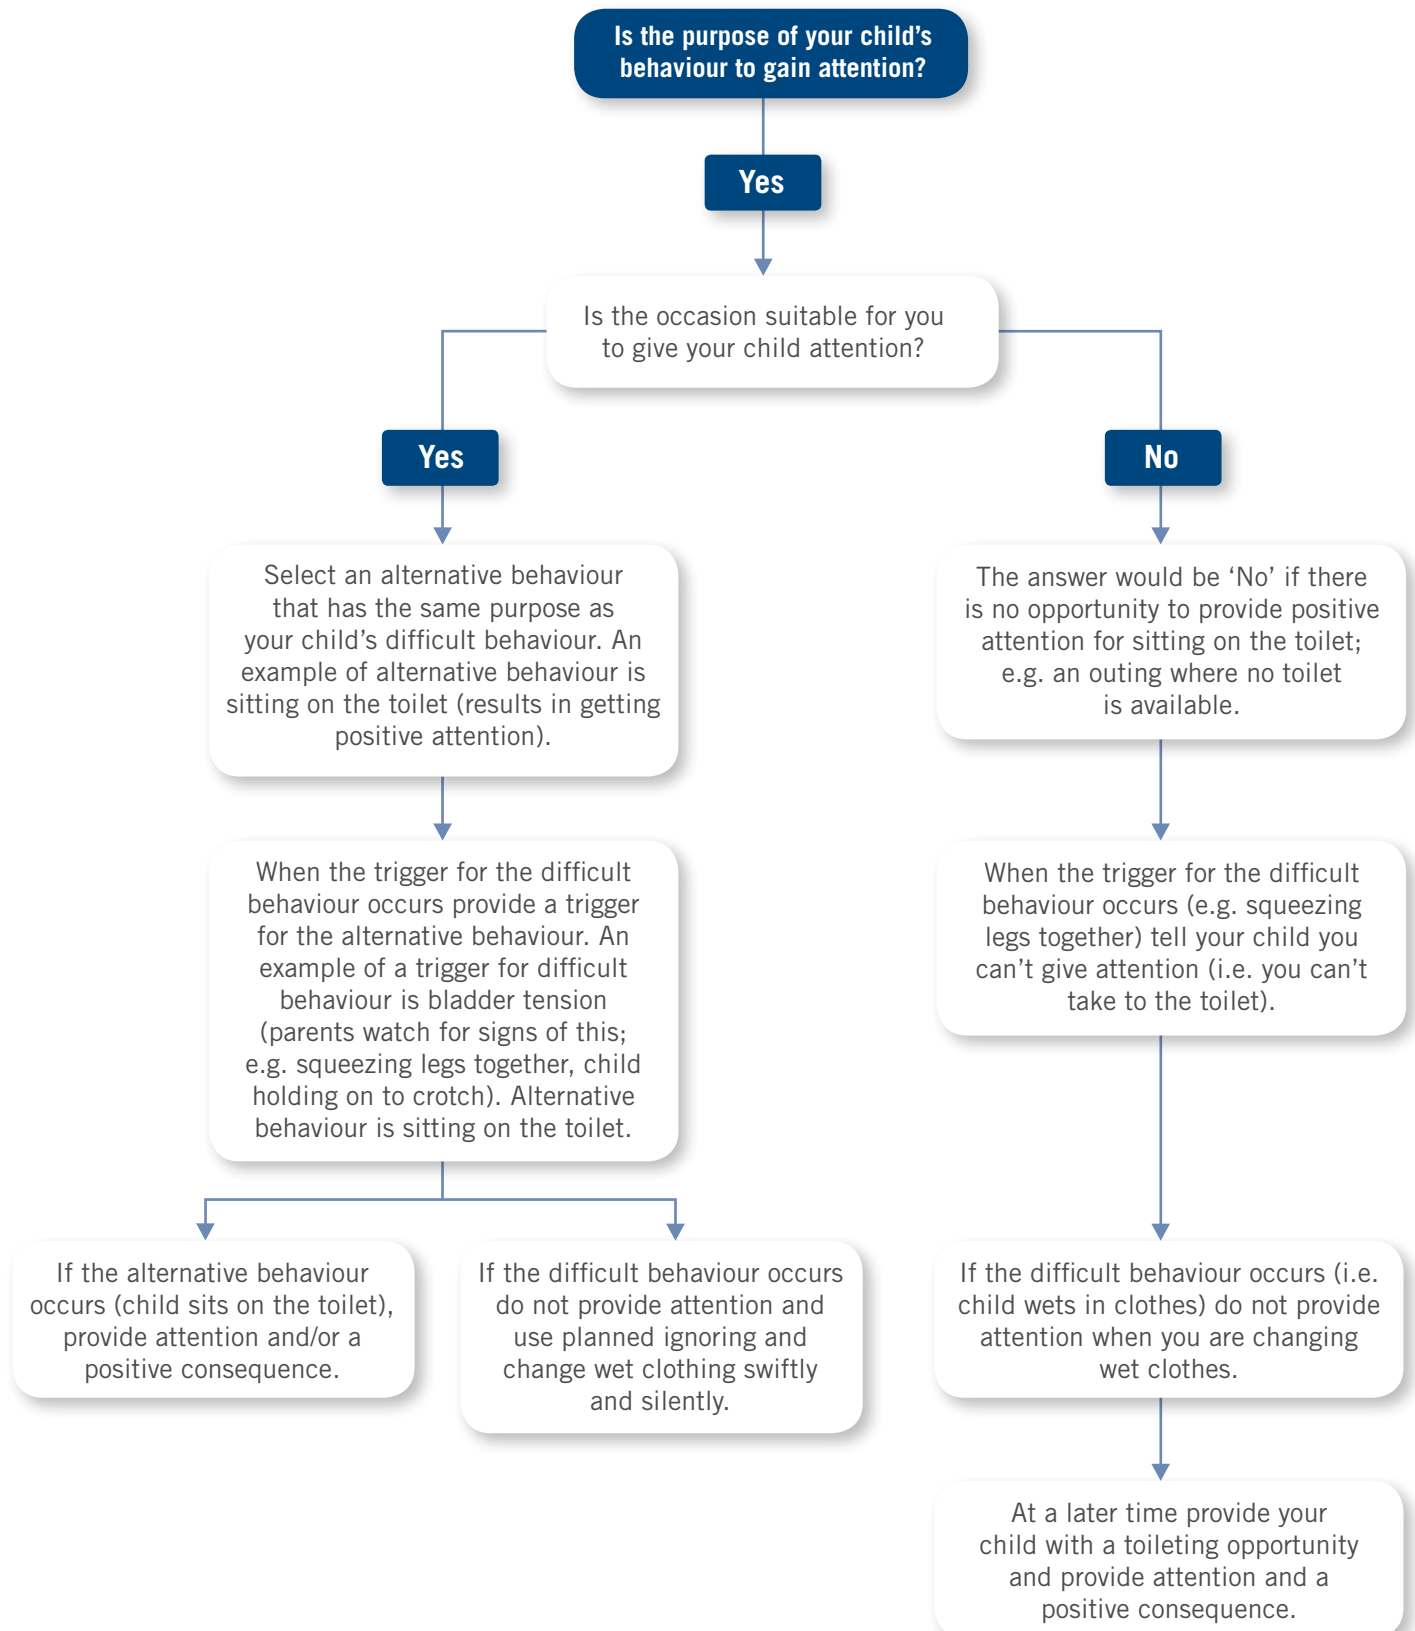 Is the purpose of your child’s
behaviour to gain attention?
Yes
Is the occasion suitable for you
to give your child attention?
Yes
Select an alternative behaviour
that has the same purpose as
your child’s difficult behaviour. An
example of alternative behaviour is
sitting on the toilet (results in getting
positive attention).
When the trigger for the difficult
behaviour occurs provide a trigger
for the alternative behaviour. An
example of a trigger for difficult
behaviour is bladder tension
(parents watch for signs of this;
e.g. squeezing legs together, child
holding on to crotch). Alternative
behaviour is sitting on the toilet.
If the alternative behaviour
occurs (child sits on the toilet),
provide attention and/or a
positive consequence.
If the difficult behaviour occurs
do not provide attention and
use planned ignoring and
change wet clothing swiftly
and silently.
No
The answer would be ‘No’ if there
is no opportunity to provide positive
attention for sitting on the toilet;
e.g. an outing where no toilet
is available.
When the trigger for the difficult
behaviour occurs (e.g. squeezing
legs together) tell your child you
can’t give attention (i.e. you can’t
take to the toilet).
If the difficult behaviour occurs (i.e.
child wets in clothes) do not provide
attention when you are changing
wet clothes.
At a later time provide your
child with a toileting opportunity
and provide attention and a
positive consequence.